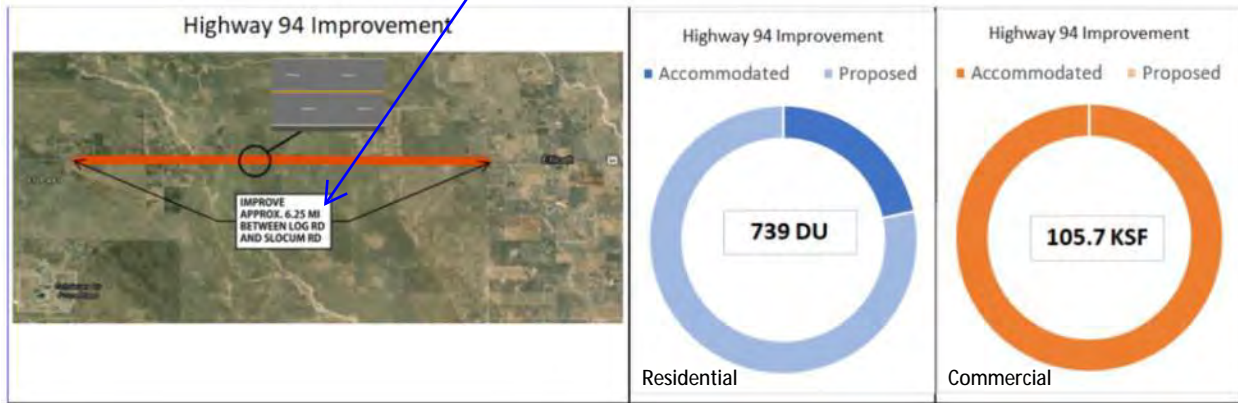 Highway 94 Improvement
IMPROVE
APPROX. 6.25 MI
BETWEEN LOG RD
AND SLOCUM RD
Highway 94 Improvement
Accommodated Proposed
739 DU
Residential
Highway 94 Improvement
Accommodated Proposed
105.7 KSF
Commercial